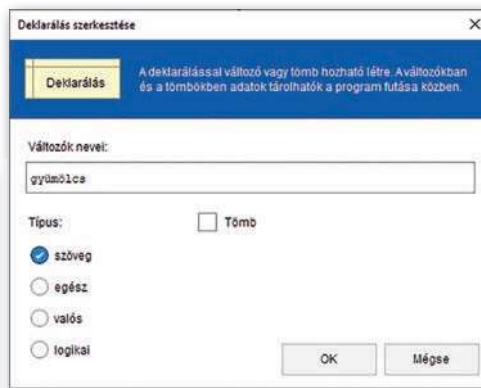 Deklarálás szerkesztése
Deklarálás
A deklarálással változó vagy tömb hozható létre. A változókban
és a tömbökben adatok tárolhatók a program futása közben.
Változók nevei:
gyümölcs
Típus:
Tömb
szöveg
egész
valós
logikai
OK
Mégse